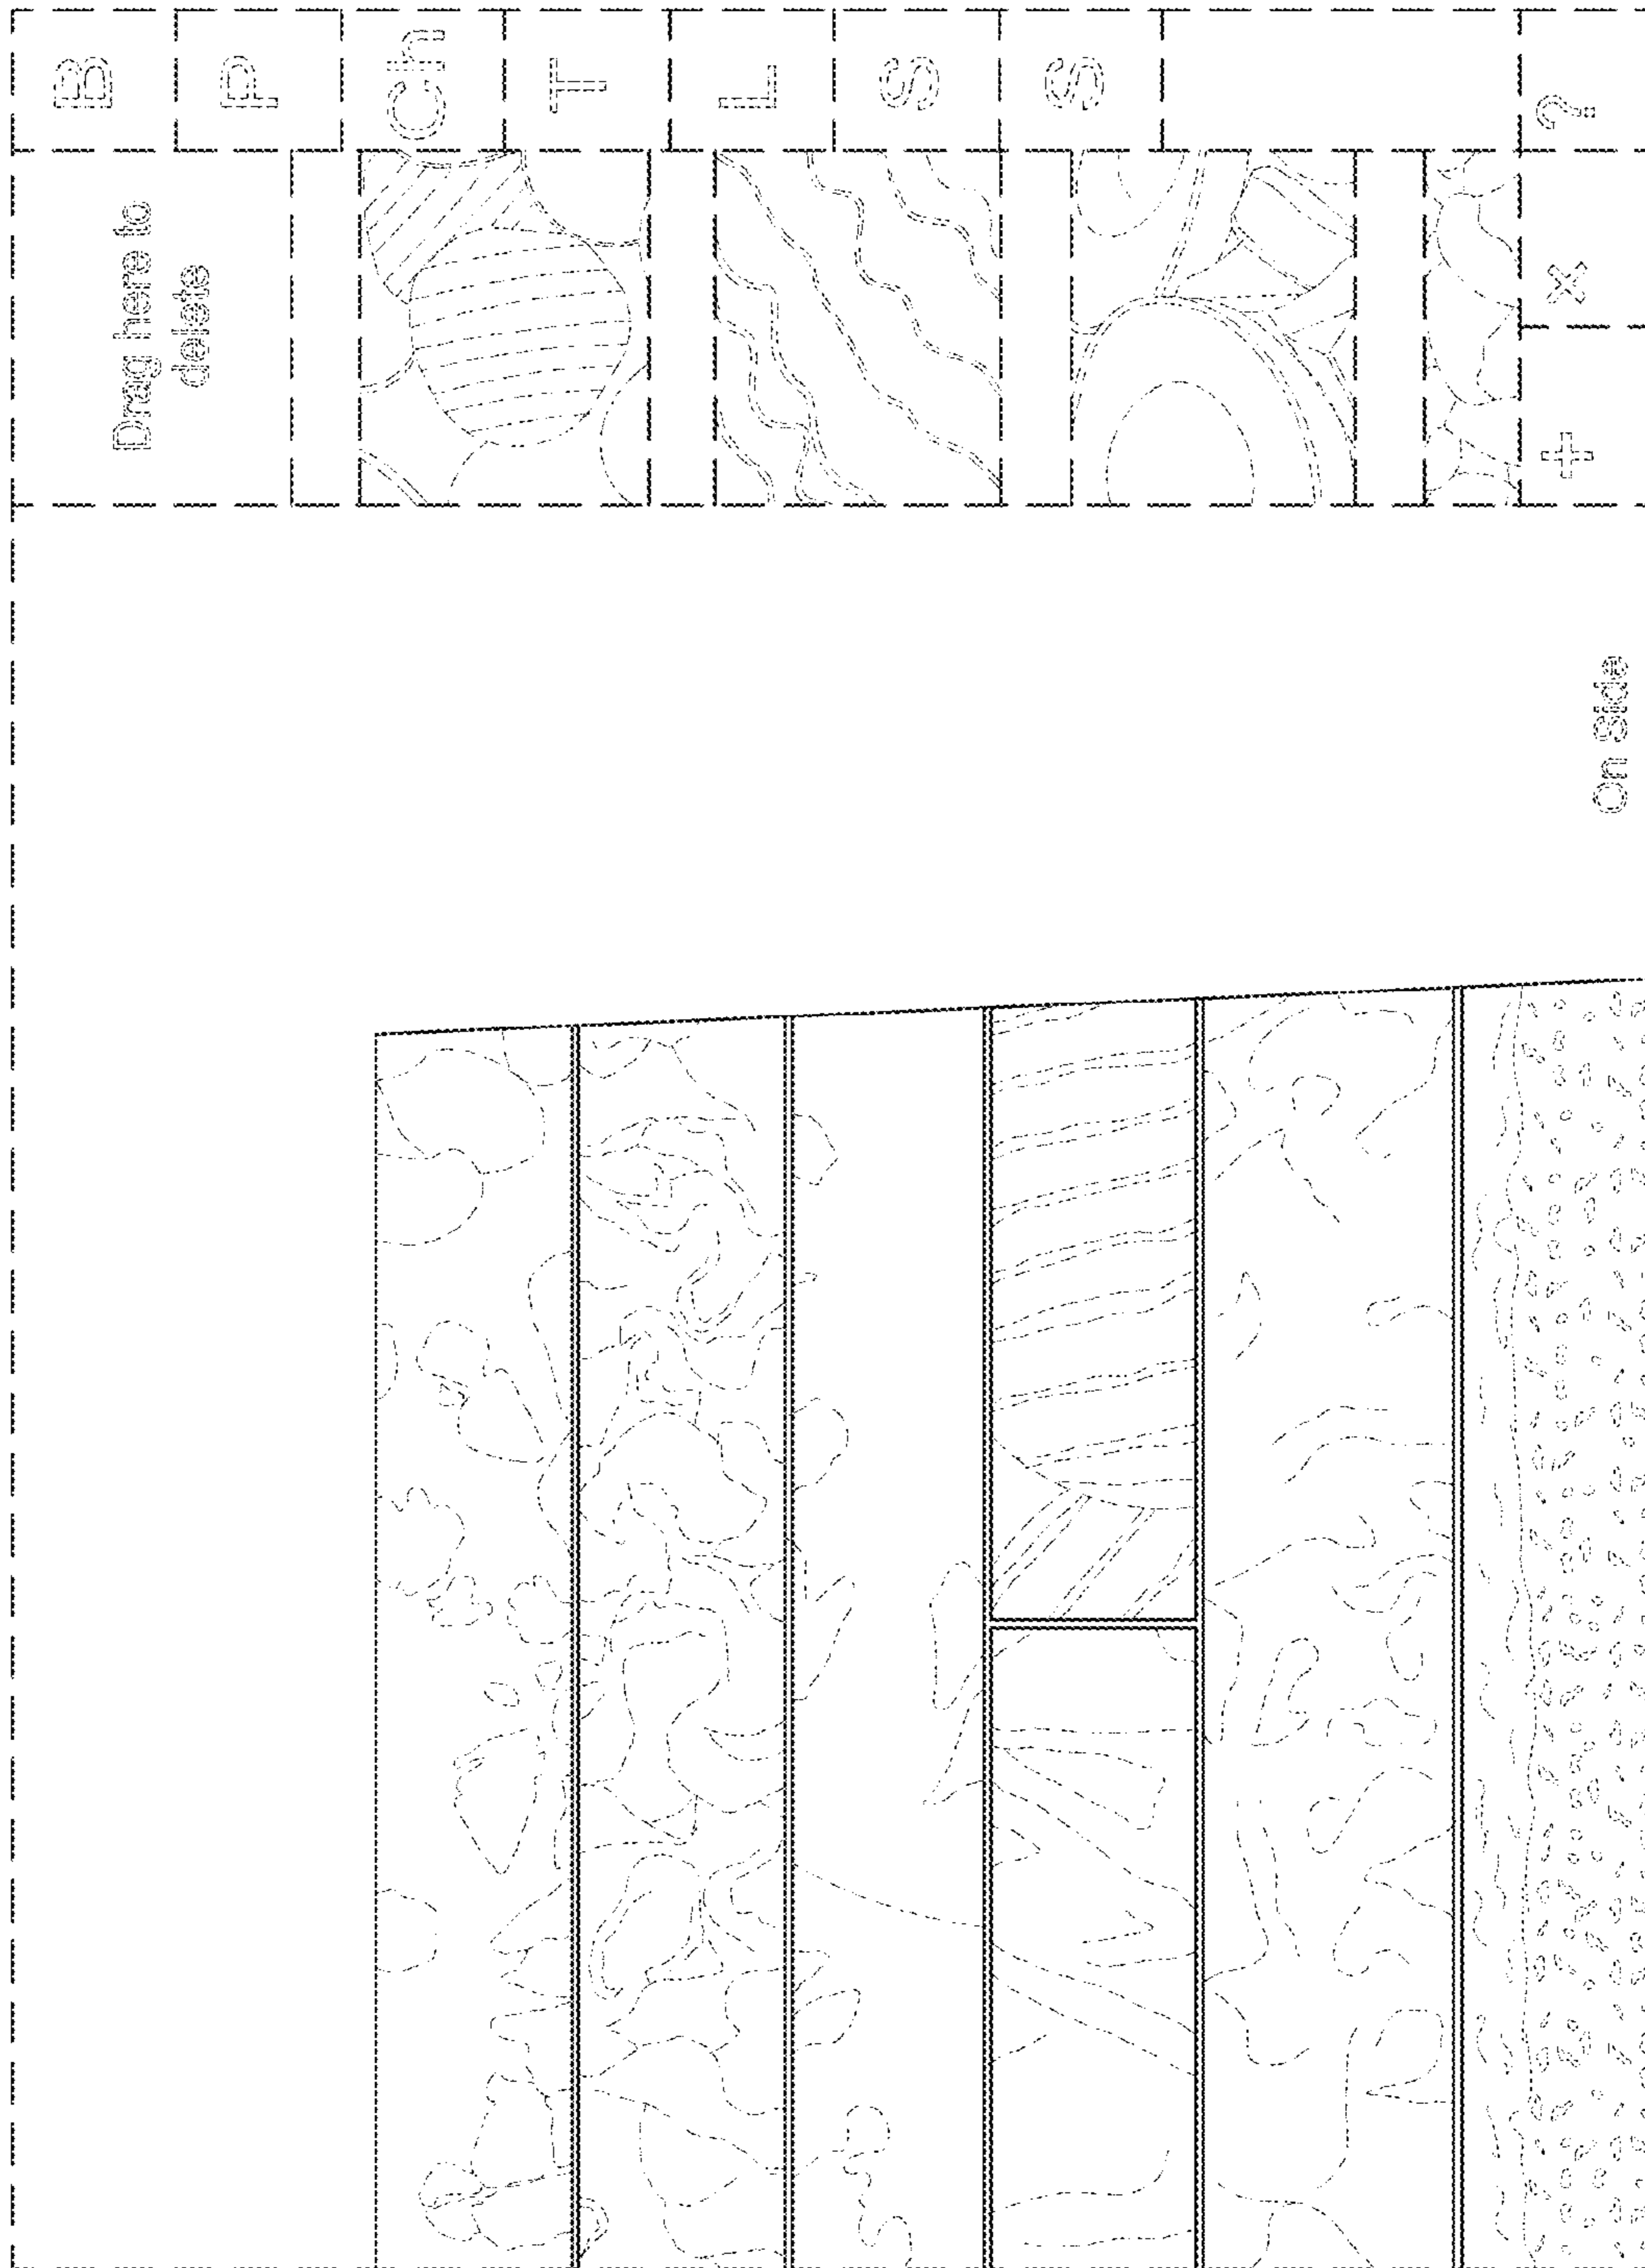 Drag here to
delete
B
P
Ch
T
L
S
S
+ × ?
On side